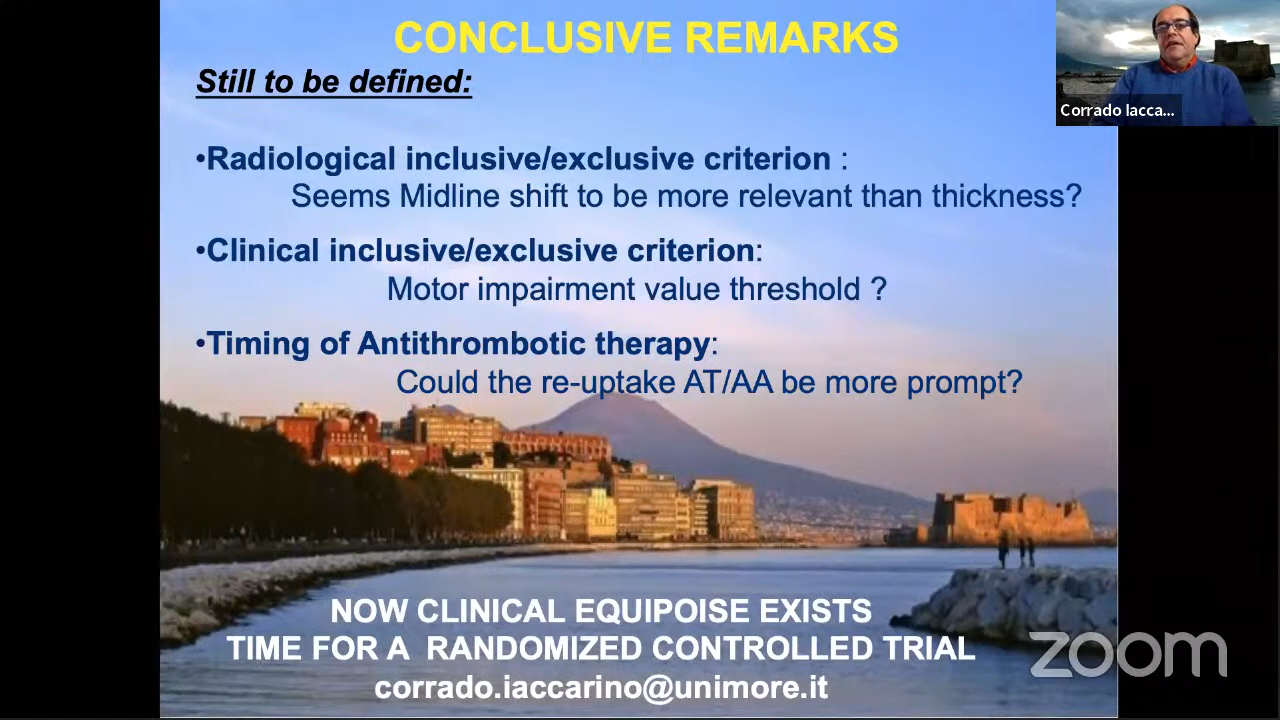 CONCLUSIVE REMARKS
Still to be defined:
•Radiological inclusive/exclusive criterion :
Seems Midline shift to be more relevant than thickness?
•Clinical inclusive/exclusive criterion:
Motor impairment value threshold ?
•Timing of Antithrombotic therapy:
Could the re-uptake AT/AA be more prompt?
NOW CLINICAL EQUIPOISE EXISTS
TIME FOR A RANDOMIZED CONTROLLED TRIAL
corrado.iaccarino@unimore.it
Corrado Iacca...
zoom